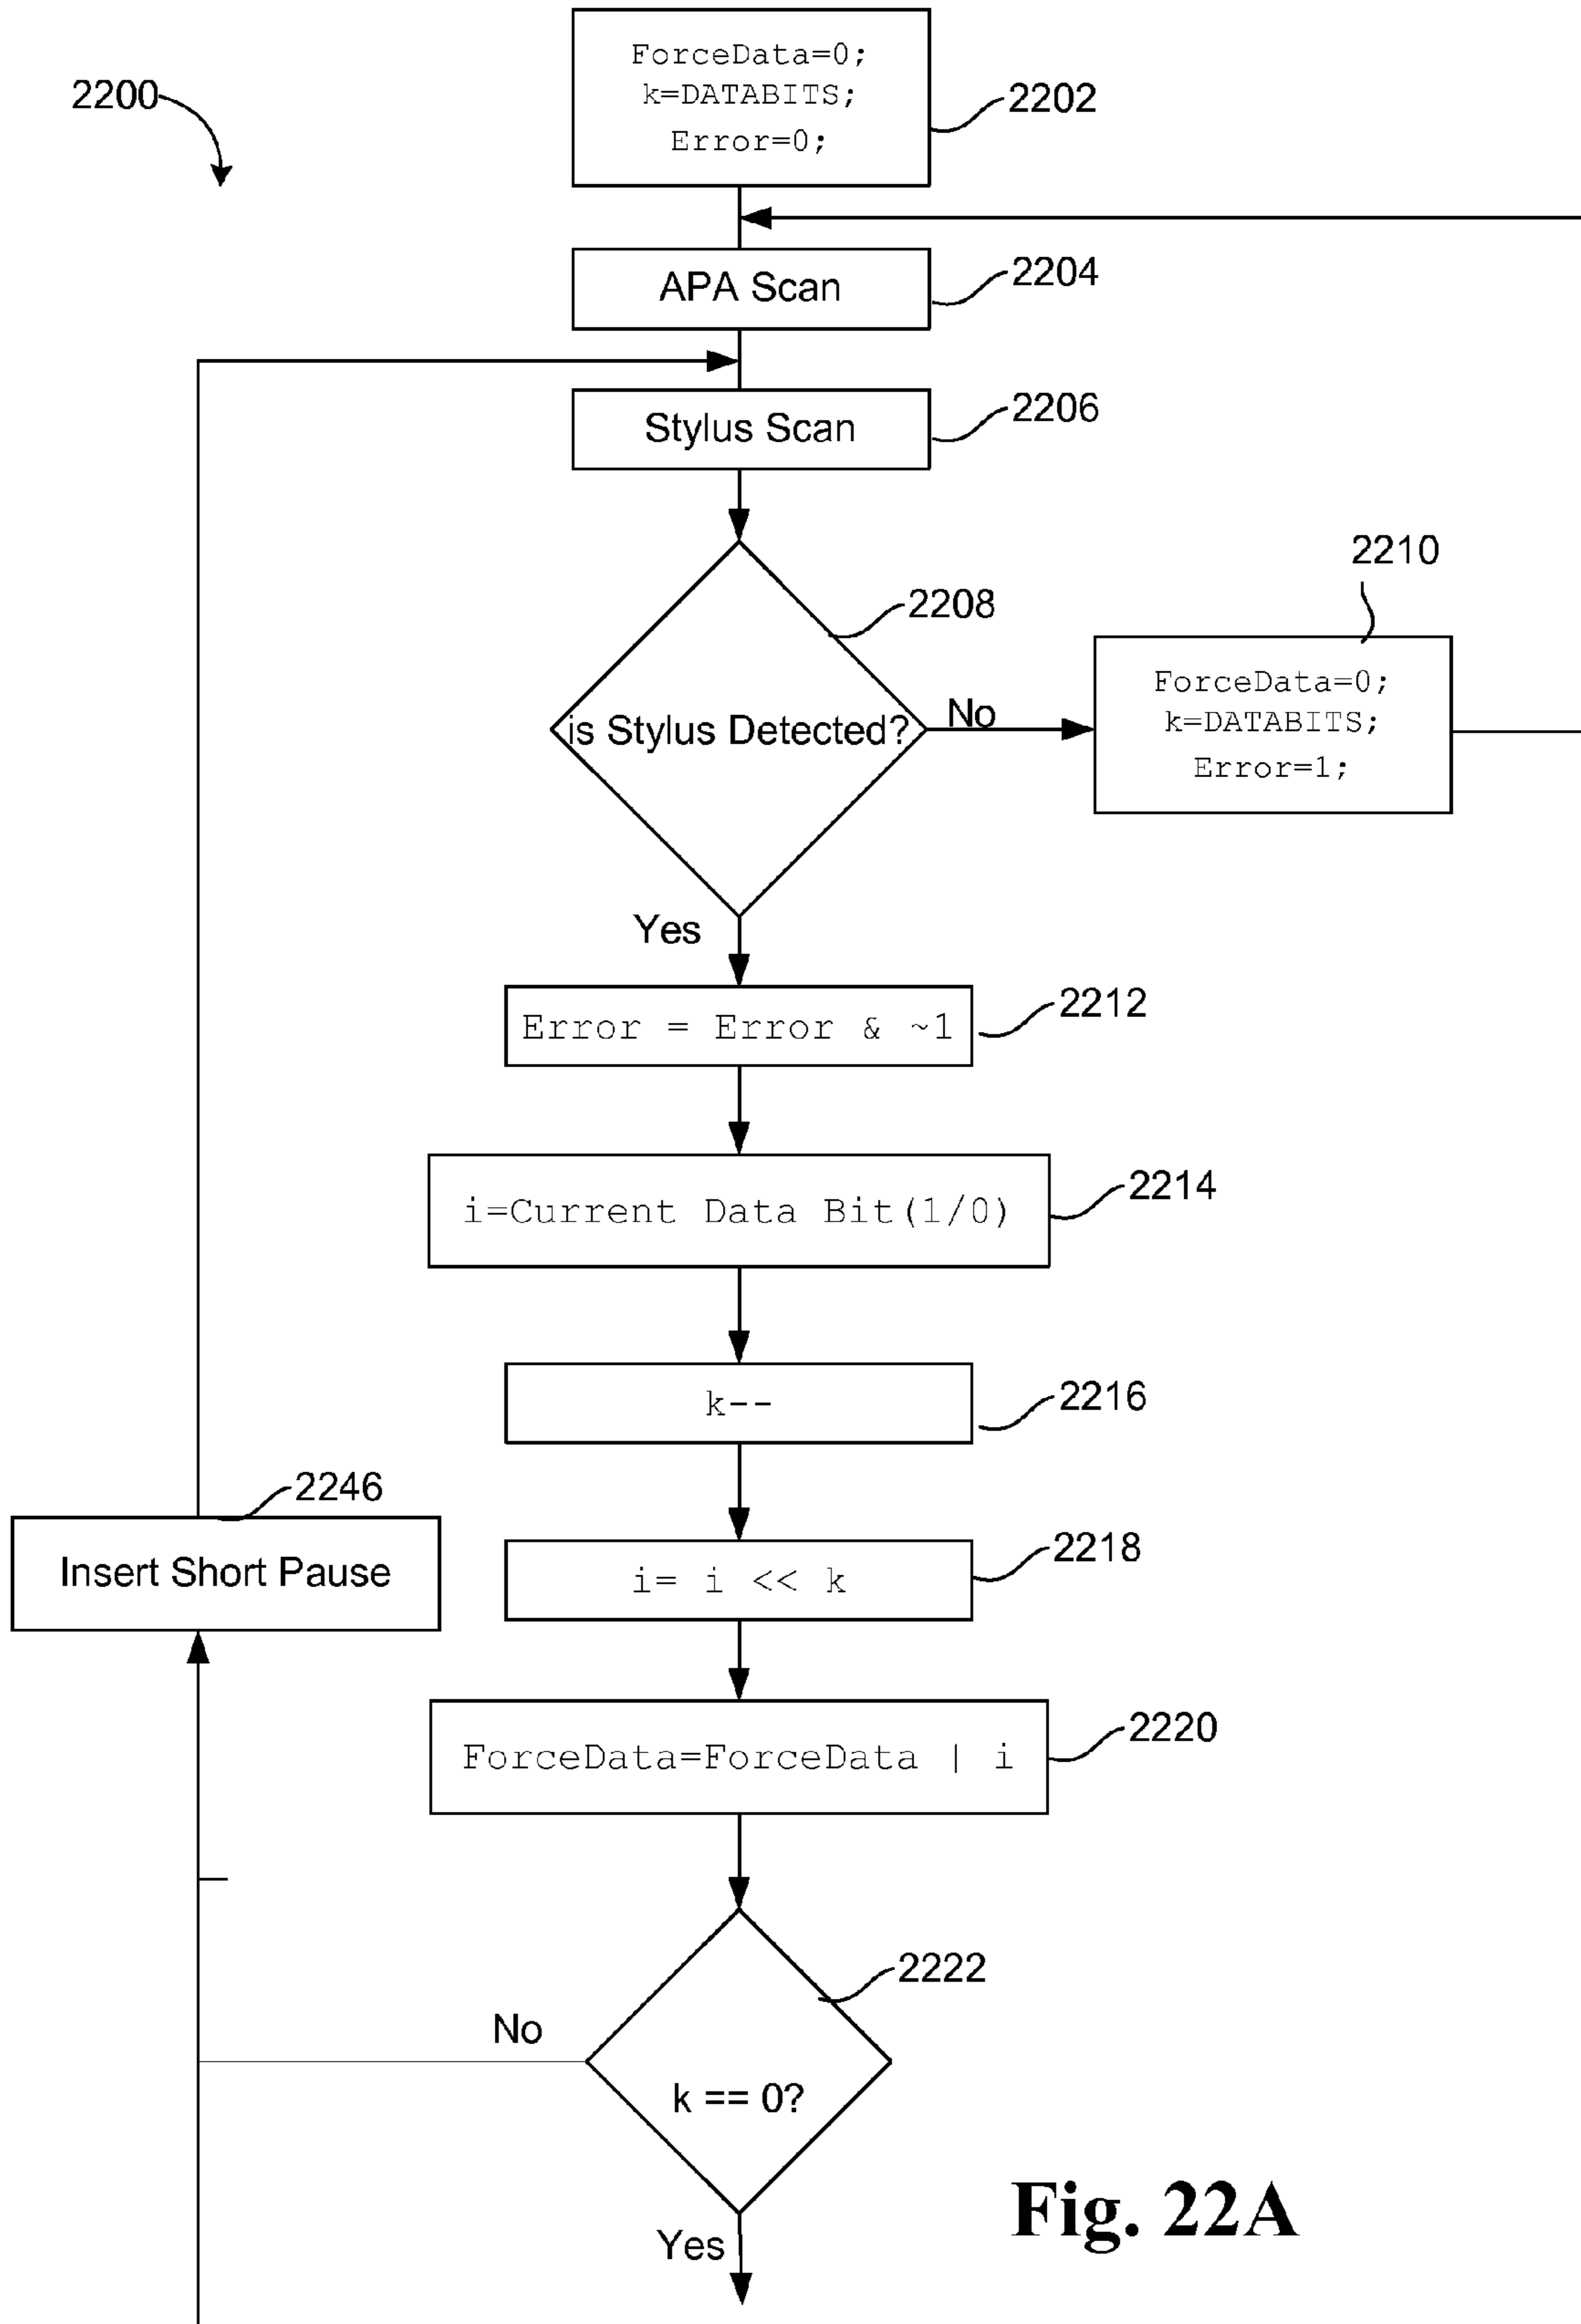 2200
ForceData=0;
k=DATABITS;
Error=0;
2202
APA Scan
2204
Stylus Scan
2206
is Stylus Detected?
2208
No
2210
ForceData=0;
k=DATABITS;
Error=1;
Yes
Error = Error & ~1
2212
i=Current Data Bit(1/0)
2214
k--
2216
2246
Insert Short Pause
i= i << k
2218
ForceData=ForceData | i
2220
2222
No
k == 0?
Yes
Fig. 22A